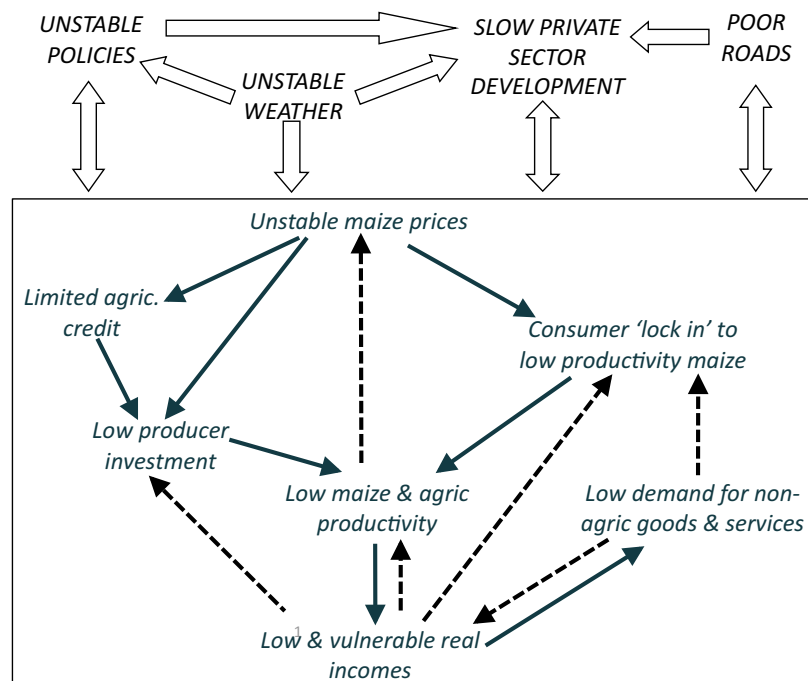 UNSTABLE
POLICIES
SLOW PRIVATE
SECTOR
DEVELOPMENT
POOR
ROADS
UNSTABLE
WEATHER
Unstable maize prices
Limited agric.
credit
Consumer ‘lock in’ to
low productivity maize
Low producer
investment
Low maize & agric
productivity
Low demand for non-
agric goods & services
1
Low & vulnerable real
incomes